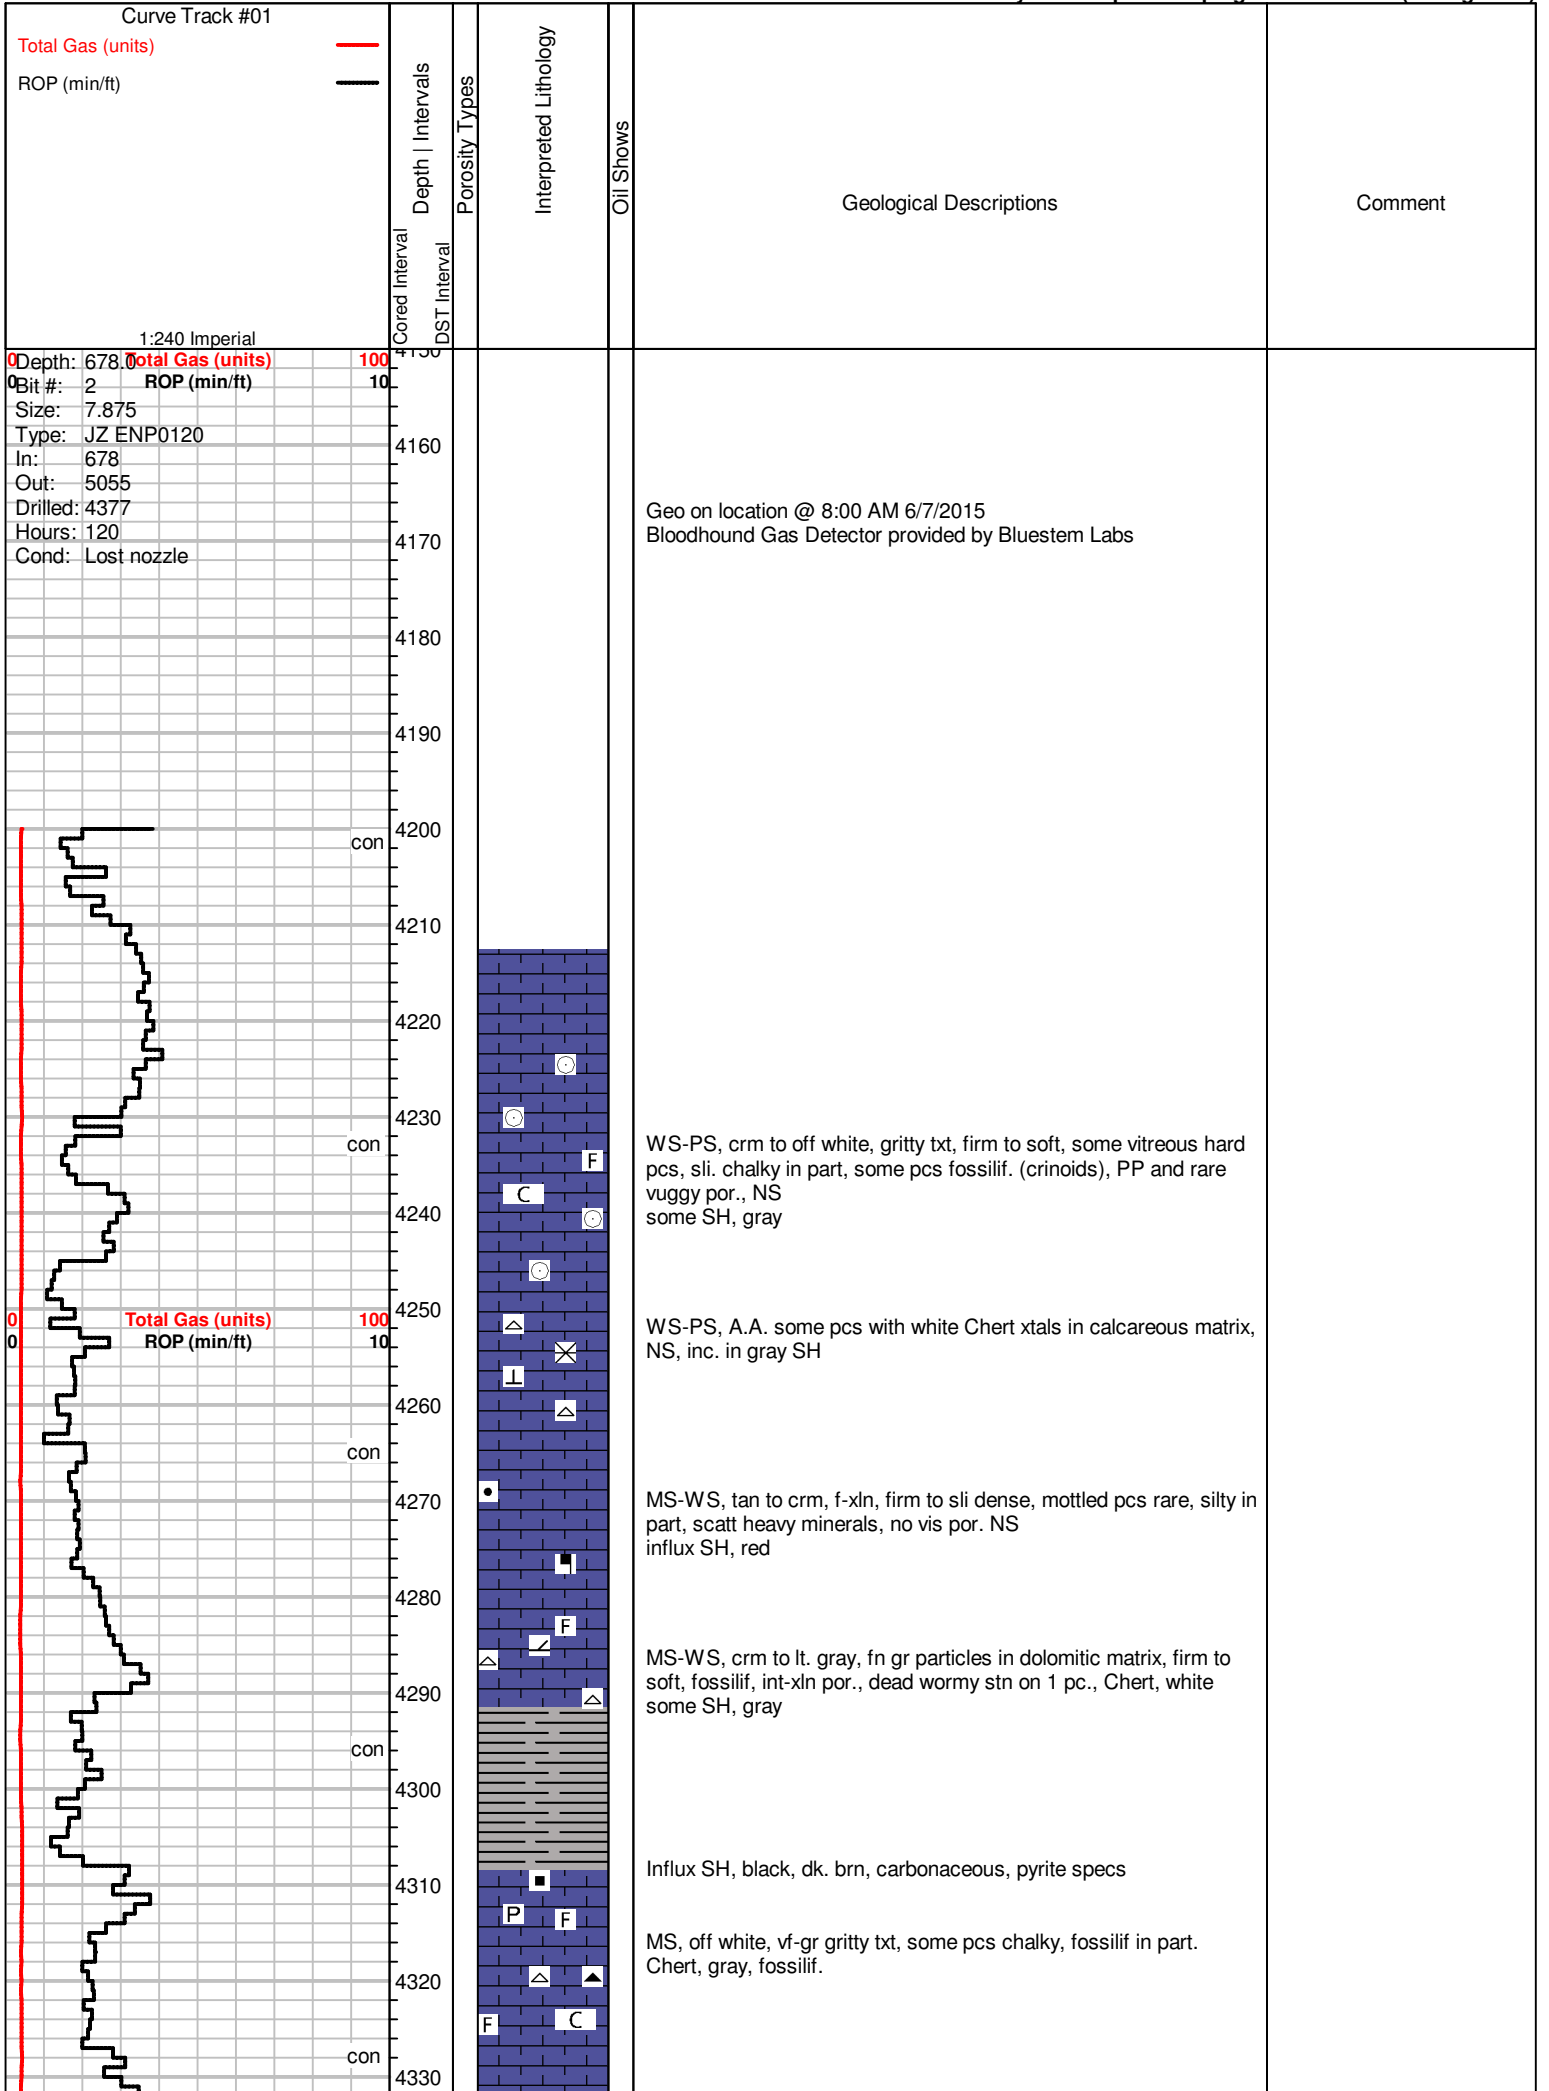 Curve Track #01
Total Gas (units)
ROP (min/ft)
1:240 Imperial
Depth | Intervals
Cored Interval
DST Interval
Porosity Types
Interpreted Lithology
Oil Shows
Geological Descriptions
Comment
0 Total Gas (units) 100
0 ROP (min/ft) 10
Depth: 678.0
Bit #: 2
Size: 7.875
Type: JZ ENP0120
In: 678
Out: 5055
Drilled: 4377
Hours: 120
Cond: Lost nozzle
4150
4160
Geo on location @ 8:00 AM 6/7/2015
Bloodhound Gas Detector provided by Bluestem Labs
4170
4180
4190
4200
con
4210
4220
4230
con
WS-PS, crm to off white, gritty txt, firm to soft, some vitreous hard
pcs, sli. chalky in part, some pcs fossilif. (crinoids), PP and rare
vuggy por., NS
some SH, gray
F
C
4240
4250
0 Total Gas (units) 100
0 ROP (min/ft) 10
WS-PS, A.A. some pcs with white Chert xtals in calcareous matrix,
NS, inc. in gray SH
4260
con
4270
MS-WS, tan to crm, f-xln, firm to sli dense, mottled pcs rare, silty in
part, scatt heavy minerals, no vis por. NS
influx SH, red
4280
F
MS-WS, crm to lt. gray, fn gr particles in dolomitic matrix, firm to
soft, fossilif, int-xln por., dead wormy stn on 1 pc., Chert, white
some SH, gray
4290
con
4300
Influx SH, black, dk. brn, carbonaceous, pyrite specs
4310
P F
MS, off white, vf-gr gritty txt, some pcs chalky, fossilif in part.
Chert, gray, fossilif.
4320
F C
con
4330